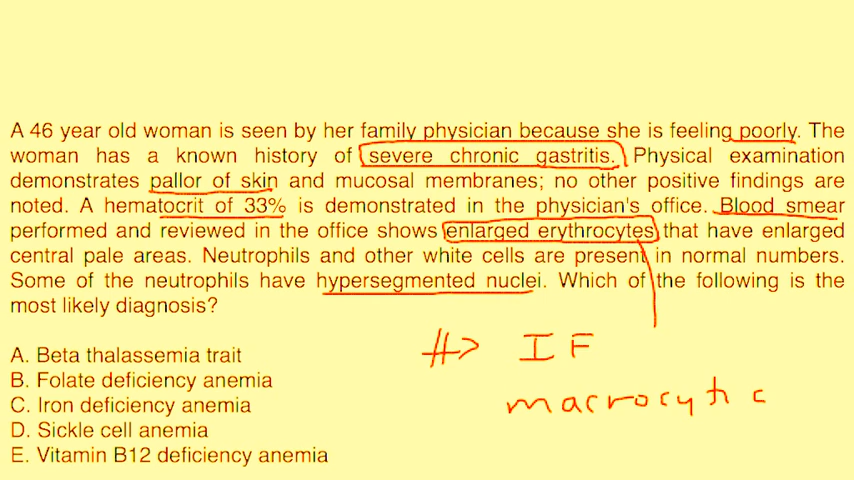 A 46 year old woman is seen by her family physician because she is feeling poorly. The
woman has a known history of severe chronic gastritis. Physical examination
demonstrates pallor of skin and mucosal membranes; no other positive findings are
noted. A hematocrit of 33% is demonstrated in the physician's office. Blood smear
performed and reviewed in the office shows enlarged erythrocytes that have enlarged
central pale areas. Neutrophils and other white cells are present in normal numbers.
Some of the neutrophils have hypersegmented nuclei. Which of the following is the
most likely diagnosis?
IF
A. Beta thalassemia trait
B. Folate deficiency anemia
macrocytic
C. Iron deficiency anemia
D. Sickle cell anemia
E. Vitamin B12 deficiency anemia